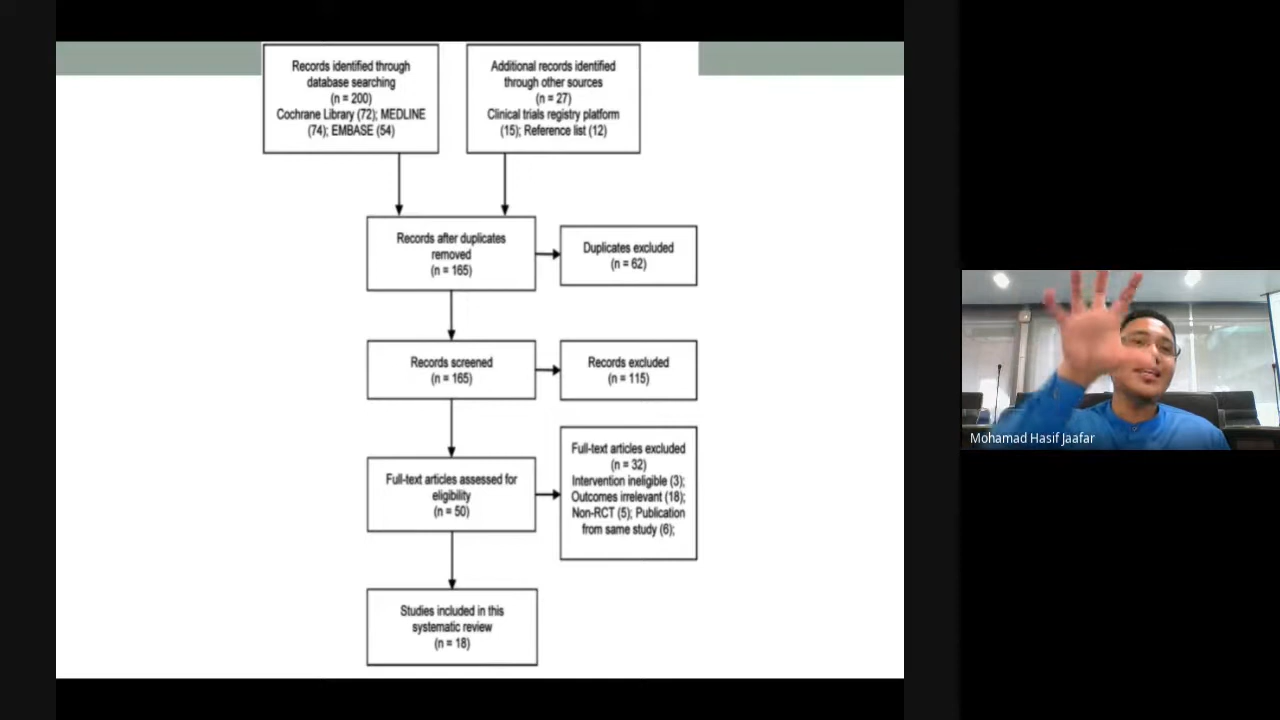 Records identified through
database searching
(n = 200)
Cochrane Library (72); MEDLINE
(74); EMBASE (54)
Additional records identified
through other sources
(n = 27)
Clinical trials registry platform
(15); Reference list (12)
Records after duplicates
removed
(n = 165)
Duplicates excluded
(n = 62)
Records screened
(n = 165)
Records excluded
(n = 115)
Full-text articles assessed for
eligibility
(n = 50)
Full-text articles excluded
(n = 32)
Intervention ineligible (3);
Outcomes irrelevant (18);
Non-RCT (5); Publication
from same study (6);
Studies included in this
systematic review
(n = 18)
Mohamad Hasif Jaafar